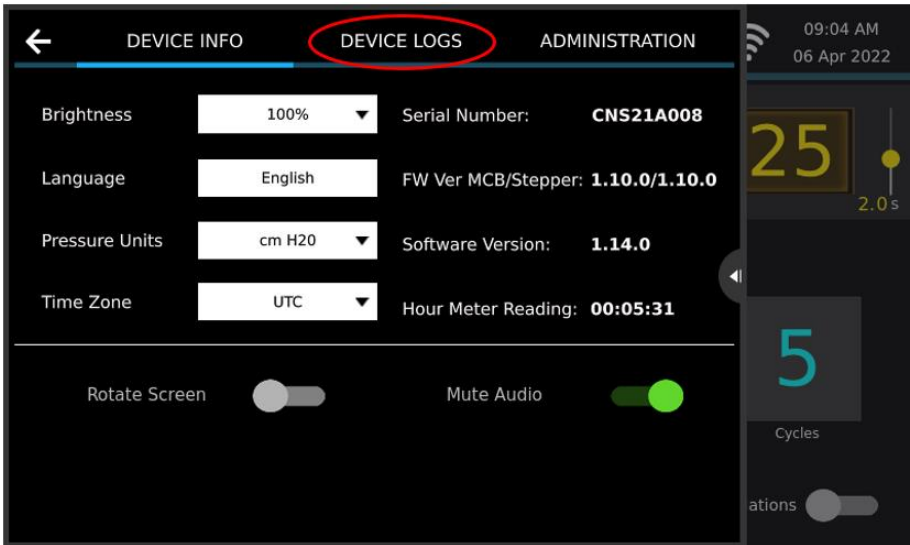 DEVICE INFO DEVICE LOGS ADMINISTRATION
09:04 AM
06 Apr 2022
Brightness 100% Serial Number: CNS21A008
Language English FW Ver MCB/Stepper: 1.10.0/1.10.0
Pressure Units cm H20 Software Version: 1.14.0
Time Zone UTC Hour Meter Reading: 00:05:31
25
2.0 s
Rotate Screen Mute Audio
5
Cycles
ations